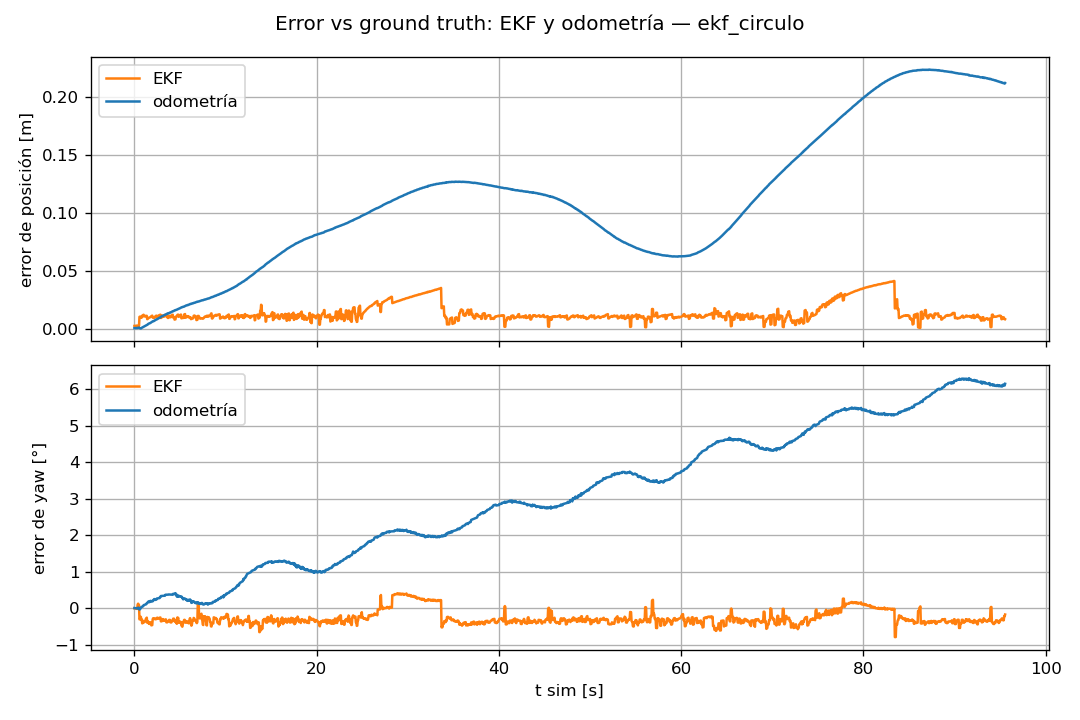 Error vs ground truth: EKF y odometría — ekf_circulo
EKF
odometría
error de posición [m]
0.20
0.15
0.10
0.05
0.00
EKF
odometría
error de yaw [°]
6
5
4
3
2
1
0
−1
0 20 40 60 80 100
t sim [s]